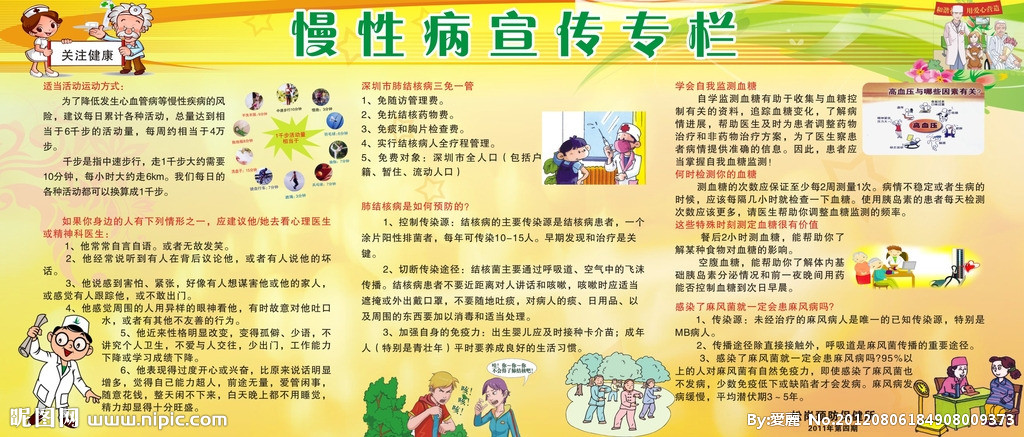 慢性病宣传专栏
关注健康
适当活动运动方式：
为了降低发生心血管病等慢性疾病的风
险，建议每日累计各种活动，总量达到相
当于6千步的活动量，每周约相当于4万
步。
千步是指中速步行，走1千步大约需要
10分钟，每小时大约走6km。我们每日的
各种活动都可以换算成1千步。
1千步活动量
相当于
如果你身边的人有下列情形之一，应建议他/她去看心理医生
或精神科医生：
1、他常常自言自语。或者无故发笑。
2、他经常说听到有人在背后议论他，或者有人说他的坏
话。
3、他说感到害怕、紧张，好像有人想谋害他或他的家人，
或感觉有人跟踪他，或不敢出门。
4、他感觉周围的人用异样的眼神看他，有时故意对他吐口
水，或者有其他不友善的行为。
5、他近来性格明显改变，变得孤僻、少语，不
讲究个人卫生，不爱与人交往，少出门，工作能力
下降或学习成绩下降。
6、他表现得过度开心或兴奋，比原来说话明显
增多，觉得自己能力超人，前途无量，爱管闲事，
随意花钱，整天闲不下来，白天晚上都不用睡觉，
精力却显得十分旺盛。
深圳市肺结核病三免一管
1、免随访管理费。
2、免抗结核药物费。
3、免痰和胸片检查费。
4、实行结核病人全疗程管理。
5、免费对象：深圳市全人口（包括户
籍、暂住、流动人口）
肺结核病是如何预防的？
1、控制传染源：结核病的主要传染源是结核病患者，一个
涂片阳性排菌者，每年可传染10-15人。早期发现和治疗是关
键。
2、切断传染途径：结核菌主要通过呼吸道、空气中的飞沫
传播。结核病患者不要近距离对人讲话和咳嗽，咳嗽时应适当
遮掩或外出戴口罩，不要随地吐痰，对病人的痰、日用品、以
及周围的东西要加以消毒和适当处理。
3、加强自身的免疫力：出生婴儿应及时接种卡介苗；成年
人（特别是青壮年）平时要养成良好的生活习惯。
学会自我监测血糖
自学监测血糖有助于收集与血糖控
制有关的资料，追踪血糖变化，了解病
情进展，帮助医生及时为患者调整药物
治疗和非药物治疗方案，为了医生察患
者病情提供准确的信息。因此，患者应
当掌握自我血糖监测！
高血压与哪些因素有关
高血压
何时检测你的血糖
测血糖的次数应保证至少每2周测量1次。病情不稳定或者生病的
时候，应该每隔几小时就检查一下血糖。使用胰岛素的患者每天检测
次数应该更多，请医生帮助你调整血糖监测的频率。
这些特殊时刻测定血糖很有价值
餐后2小时测血糖，能帮助你了
解某种食物对血糖的影响。
空腹血糖，能帮助你了解体内基
础胰岛素分泌情况和前一夜晚间用药
能否控制血糖到次日早晨。
感染了麻风菌就一定会患麻风病吗？
1、传染源：未经治疗的麻风病人是唯一的已知传染源，特别是
MB病人。
2、传播途径除直接接触外，呼吸道是麻风菌传播的重要途径。
3、感染了麻风菌就一定会患麻风病吗？95%以
上的人对麻风菌有自然免疫力，即使感染了麻风菌也
不发病，少数免疫低下或缺陷者才会发病。麻风病发
病缓慢，平均潜伏期3～5年。
2011年第四期
昵图网 www.nipic.com
By:愛麗 No:20120806184908009373